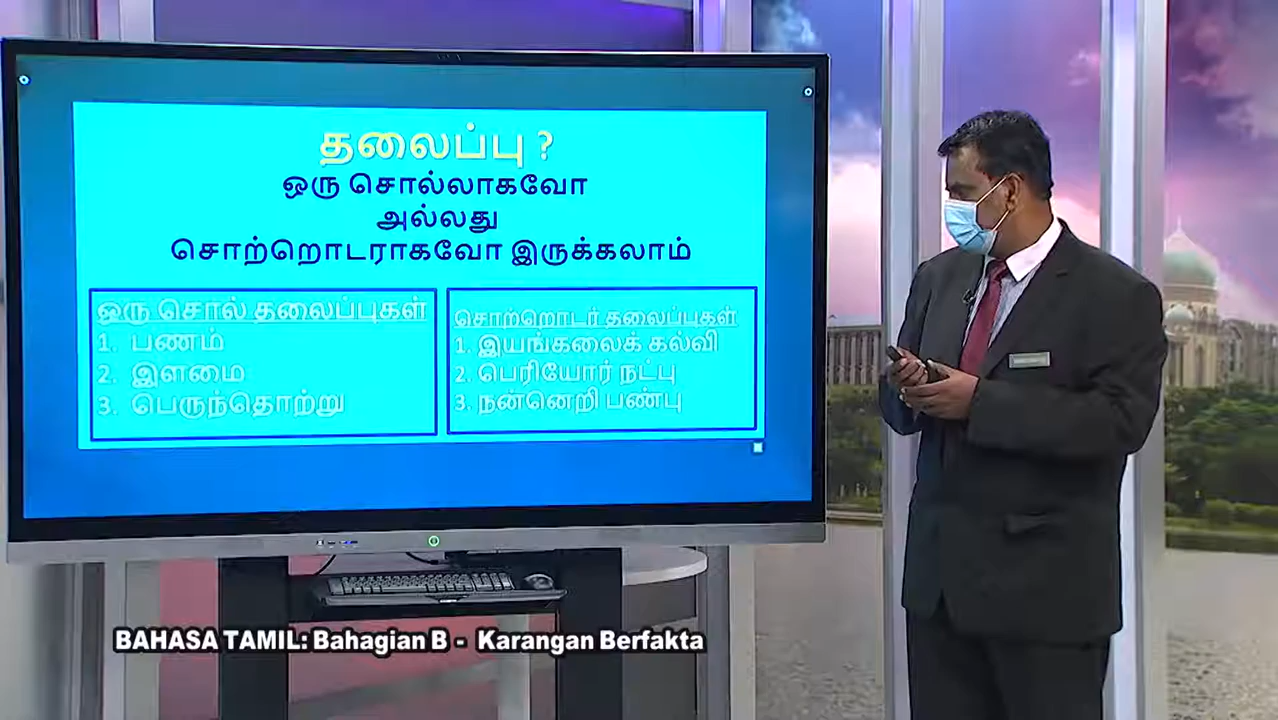 தலைப்பு ?
ஒரு சொல்லாகவோ
அல்லது
சொற்றொடராகவோ இருக்கலாம்
ஒரு சொல் தலைப்புகள்
1. பணம்
2. இளமை
3. பெருந்தொற்று
சொற்றொடர் தலைப்புகள்
1. இயங்கலைக் கல்வி
2. பெரியோர் நட்பு
3. நன்னெறி பண்பு
BAHASA TAMIL: Bahagian B - Karangan Berfakta